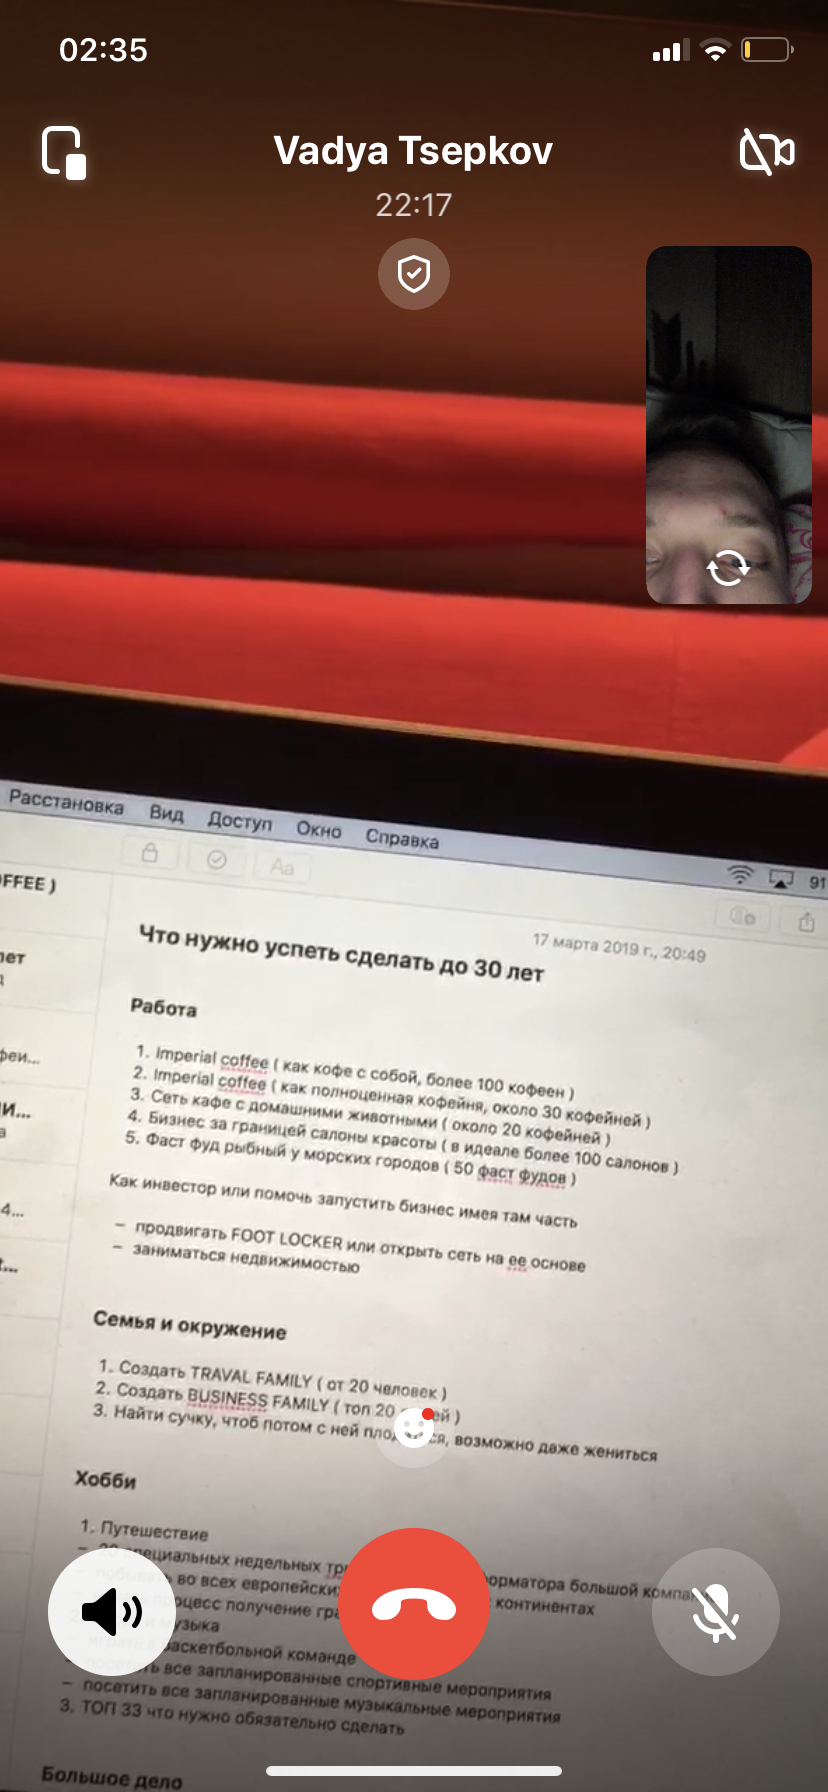 02:35
Vadya Tsepkov
22:17
Расстановка Вид Доступ Окно Справка
91
OFFEE )
17 марта 2019 г., 20:49
Что нужно успеть сделать до 30 лет
Работа
1. Imperial coffee ( как кофе с собой, более 100 кофеен )
2. Imperial coffee ( как полноценная кофейня, около 30 кофейней )
3. Сеть кафе с домашними животными ( около 20 кофейней )
4. Бизнес за границей салоны красоты ( в идеале более 100 салонов )
5. Фаст фуд рыбный у морских городов ( 50 фаст фудов )
Как инвестор или помочь запустить бизнес имея там часть
– продвигать FOOT LOCKER или открыть сеть на ее основе
– заниматься недвижимостью
Семья и окружение
1. Создать TRAVAL FAMILY ( от 20 человек )
2. Создать BUSINESS FAMILY ( топ 20 )
3. Найти сучку, чтоб потом с ней возможно даже жениться
Хобби
1. Путешествие
– недельных большой
во всех континентах
получение
баскетбольной команде
все запланированные спортивные мероприятия
– посетить все запланированные музыкальные мероприятия
3. ТОП 33 что нужно обязательно сделать
Большое дело